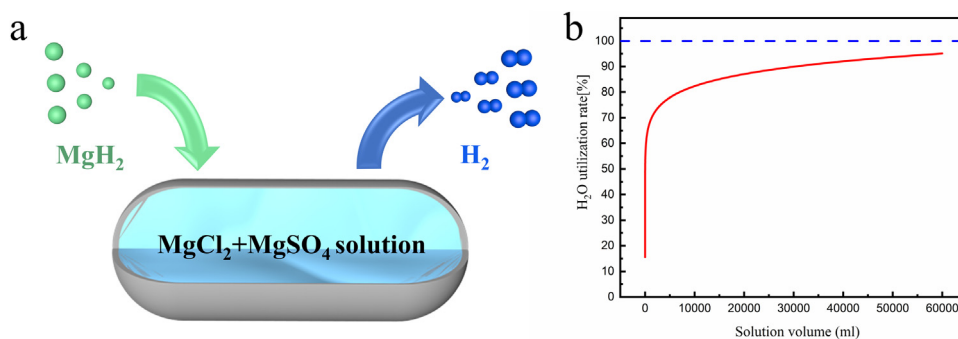 a
MgH₂
H₂
MgCl₂+MgSO₄ solution
b
H₂O utilization rate[%]
100
90
80
70
60
50
40
30
20
10
0
0 10000 20000 30000 40000 50000 60000
Solution volume (ml)